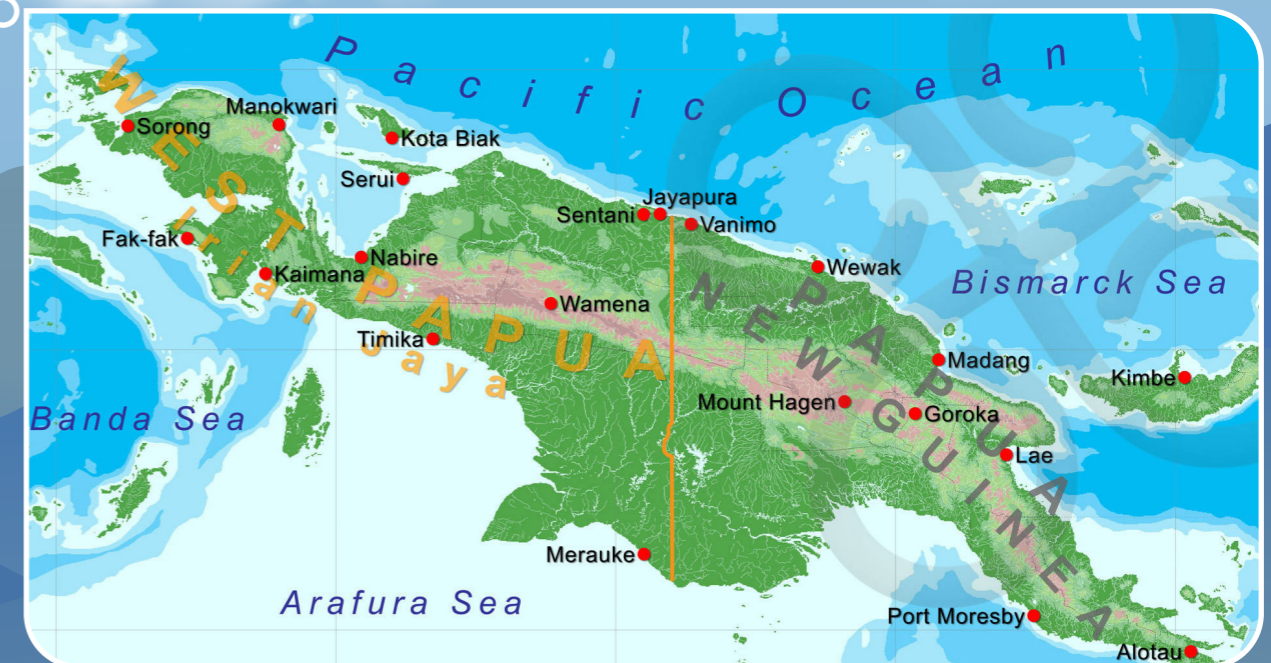 Pacific Ocean
WEST PAPUA
Irian Jaya
PAPUA
NEW GUINEA
Manokwari
Sorong
Kota Biak
Serui
Jayapura
Sentani
Vanimo
Fak-fak
Nabire
Kaimana
Wewak
Bismarck Sea
Wamena
Timika
Madang
Kimbe
Mount Hagen
Goroka
Banda Sea
Lae
Merauke
Arafura Sea
Port Moresby
Alotau